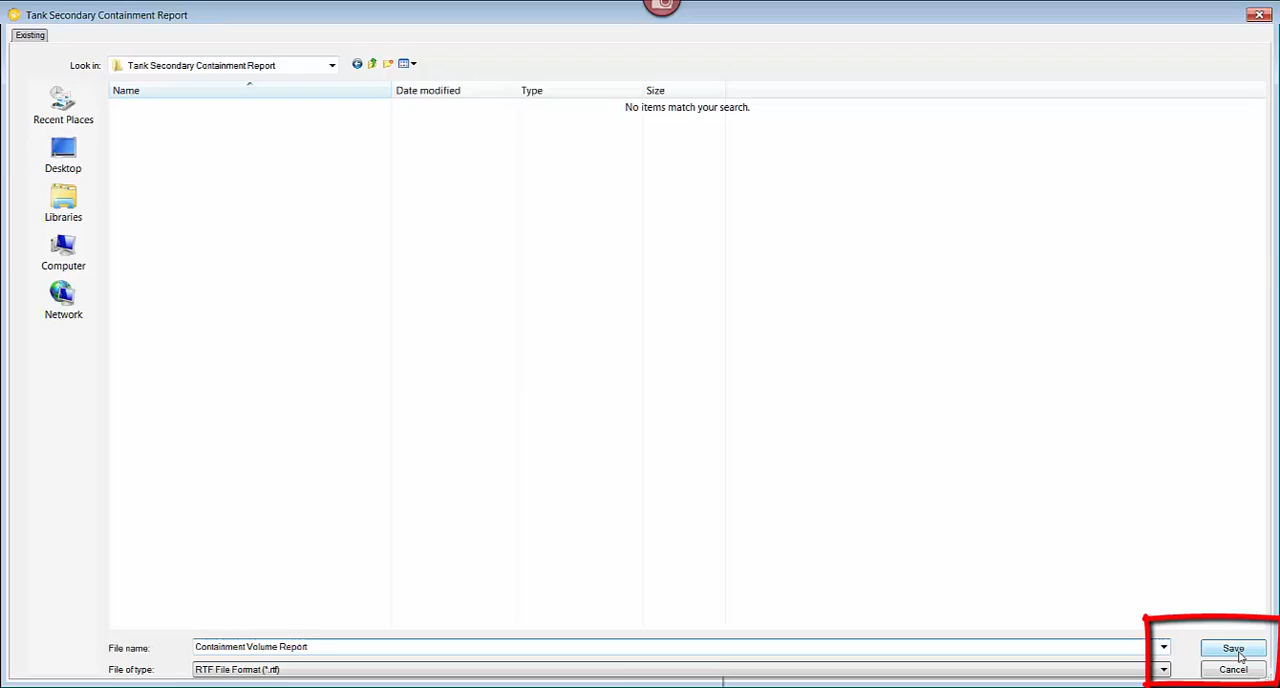 Tank Secondary Containment Report
Existing
Look in: Tank Secondary Containment Report
Name Date modified Type Size
No items match your search.
Recent Places
Desktop
Libraries
Computer
Network
File name: Containment Volume Report Save
File of type: RTF File Format (*.rtf) Cancel